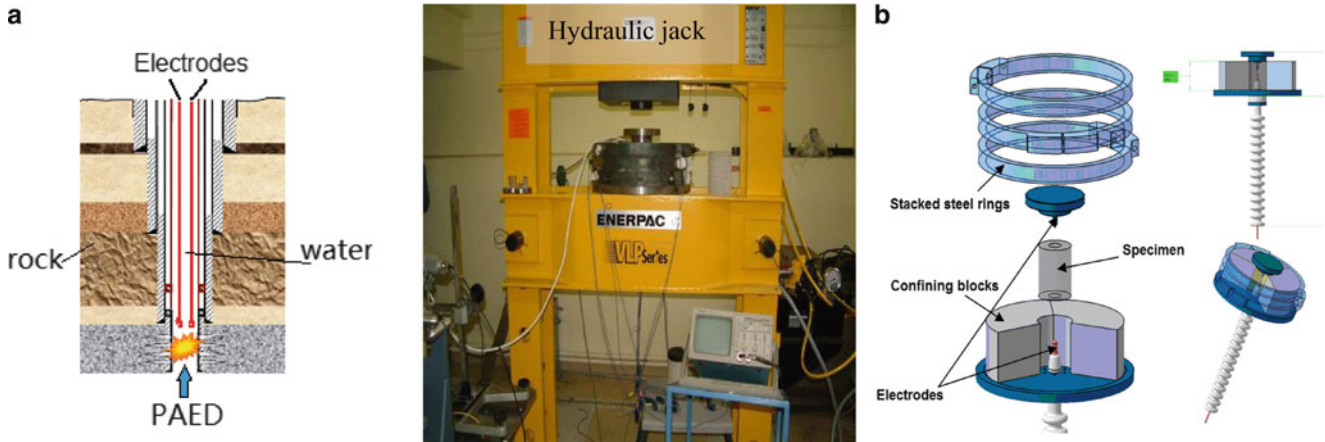 a
Electrodes
rock
water
PAED
Hydraulic jack
ENERPAC
VLP Series
b
Stacked steel rings
Specimen
Confining blocks
Electrodes